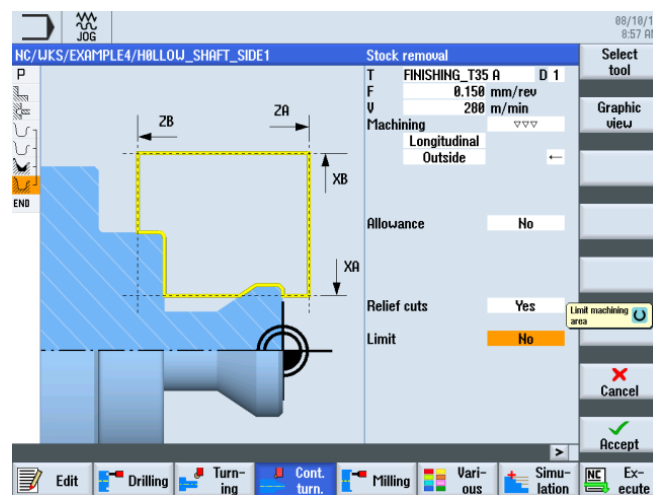 JOG
08/10/1
8:57 A
NC/WKS/EXAMPLE4/HOLLOW_SHAFT_SIDE1
Stock removal
Select
tool
P
T FINISHING_T35 A D 1
F 0.150 mm/rev
V 280 m/min
Machining ▽▽▽
Longitudinal
Outside ←
Graphic
view
ZB ZA
XB
XA
END
Allowance No
Relief cuts Yes
Limit machining
area
Limit No
Cancel
Accept
>
Edit
Drilling
Turn-
ing
Cont.
turn.
Milling
Vari-
ous
Simu-
lation
NC Ex-
ecute